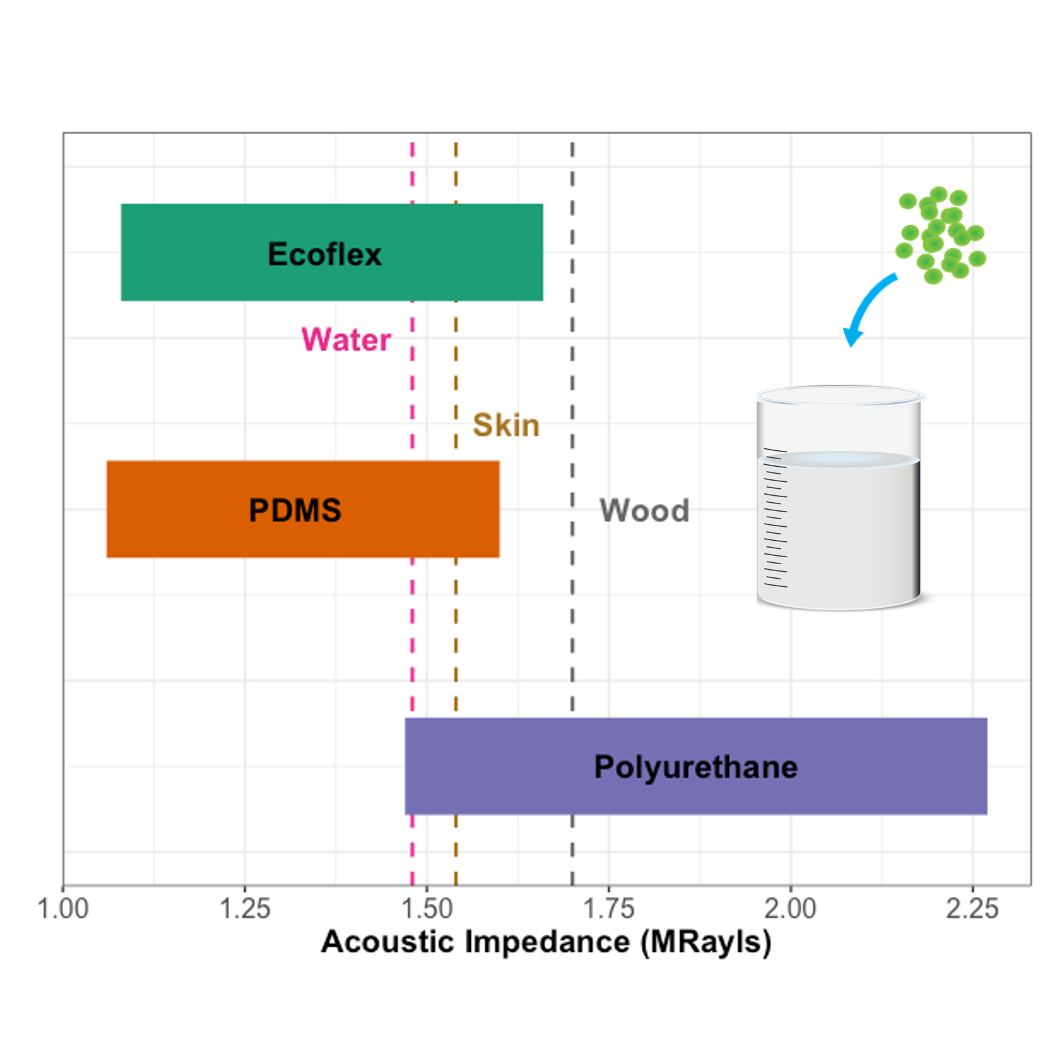 Ecoflex
Water
Skin
PDMS
Wood
Polyurethane
1.00 1.25 1.50 1.75 2.00 2.25
Acoustic Impedance (MRayls)